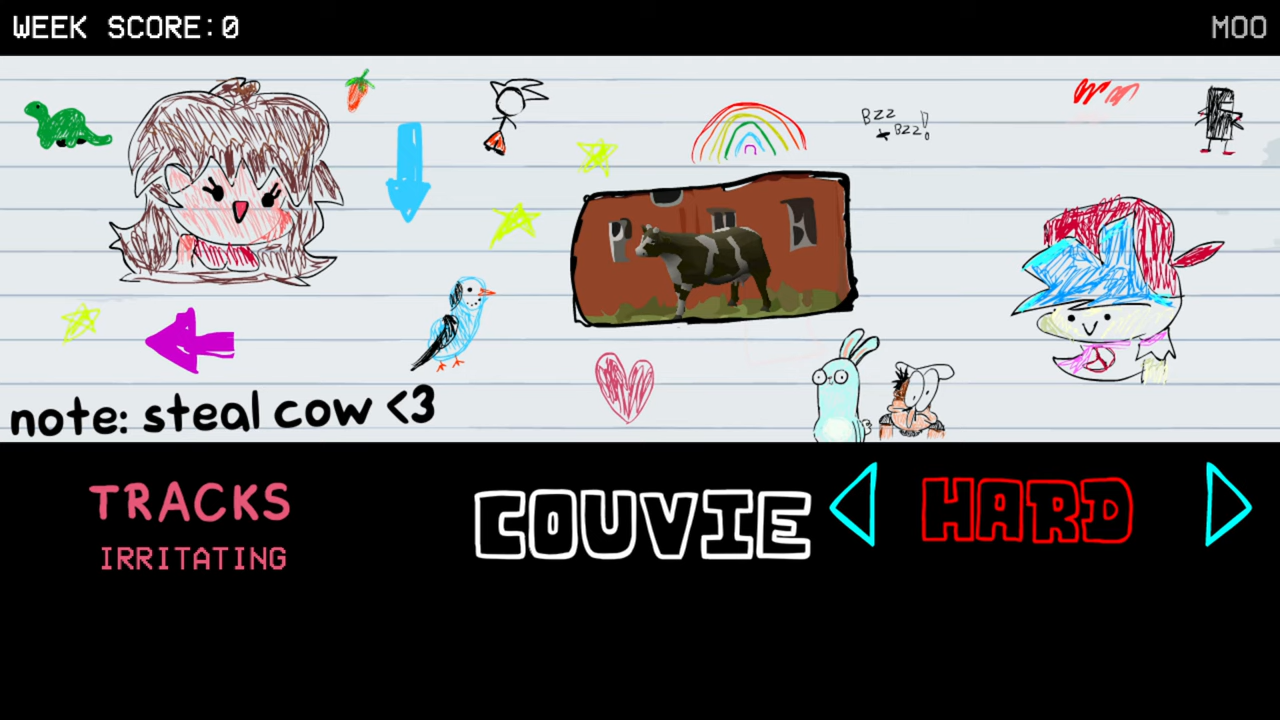 WEEK SCORE:0
MOO
BZZ
BZZ!
note: steal cow <3
TRACKS
IRRITATING
COUVIE
HARD